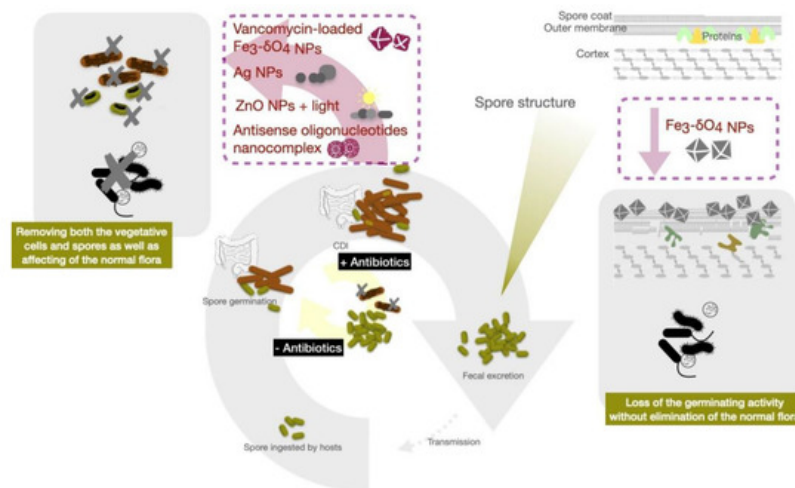 Vancomycin-loaded
Fe3-δO4 NPs
Ag NPs
ZnO NPs + light
Antisense oligonucleotides
nanocomplex
Spore coat
Outer membrane
Proteins
Cortex
Spore structure
Fe3-δO4 NPs
Removing both the vegetative
cells and spores as well as
affecting of the normal flora
CDI
+ Antibiotics
Spore germination
- Antibiotics
Fecal excretion
Loss of the germinating activity
without elimination of the normal flor
Spore ingested by hosts
Transmission